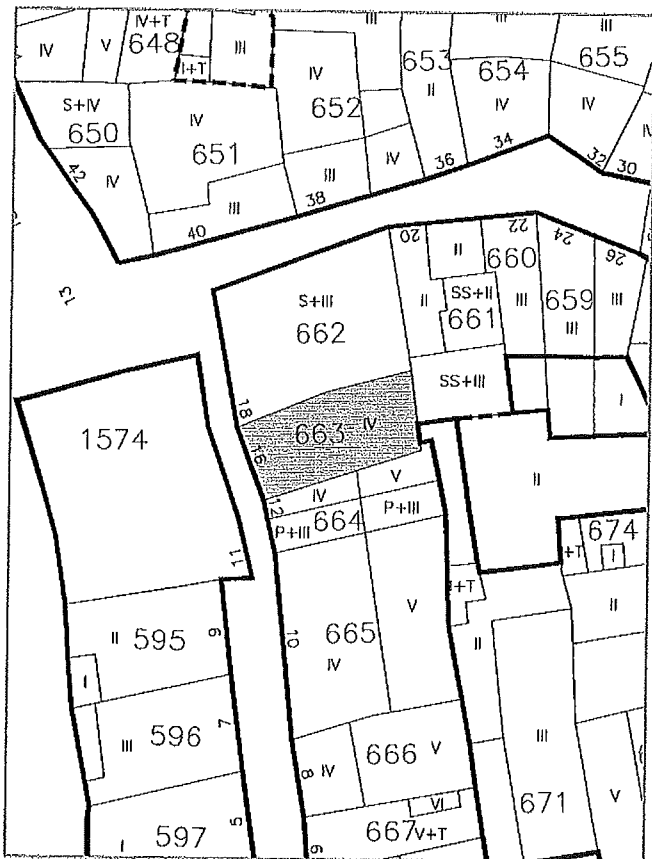 IV+T
III
III
III
IV
V
648
III
653
655
I+T
IV
654
S+IV
IV
652
II
IV
IV
IV
650
651
34
32
30
42
IV
III
IV
36
III
38
40
13
20
22
24
26
II
660
S+III
II
SS+II
659
III
662
661
III
III
SS+III
I
18
663
IV
1574
16
V
II
IV
12
664
P+III
P+III
674
I
+T
11
I+T
II
V
II
595
9
10
665
II
IV
I
III
596
7
III
666
V
8
IV
VI
671
V
I
597
5
6
667
V+T